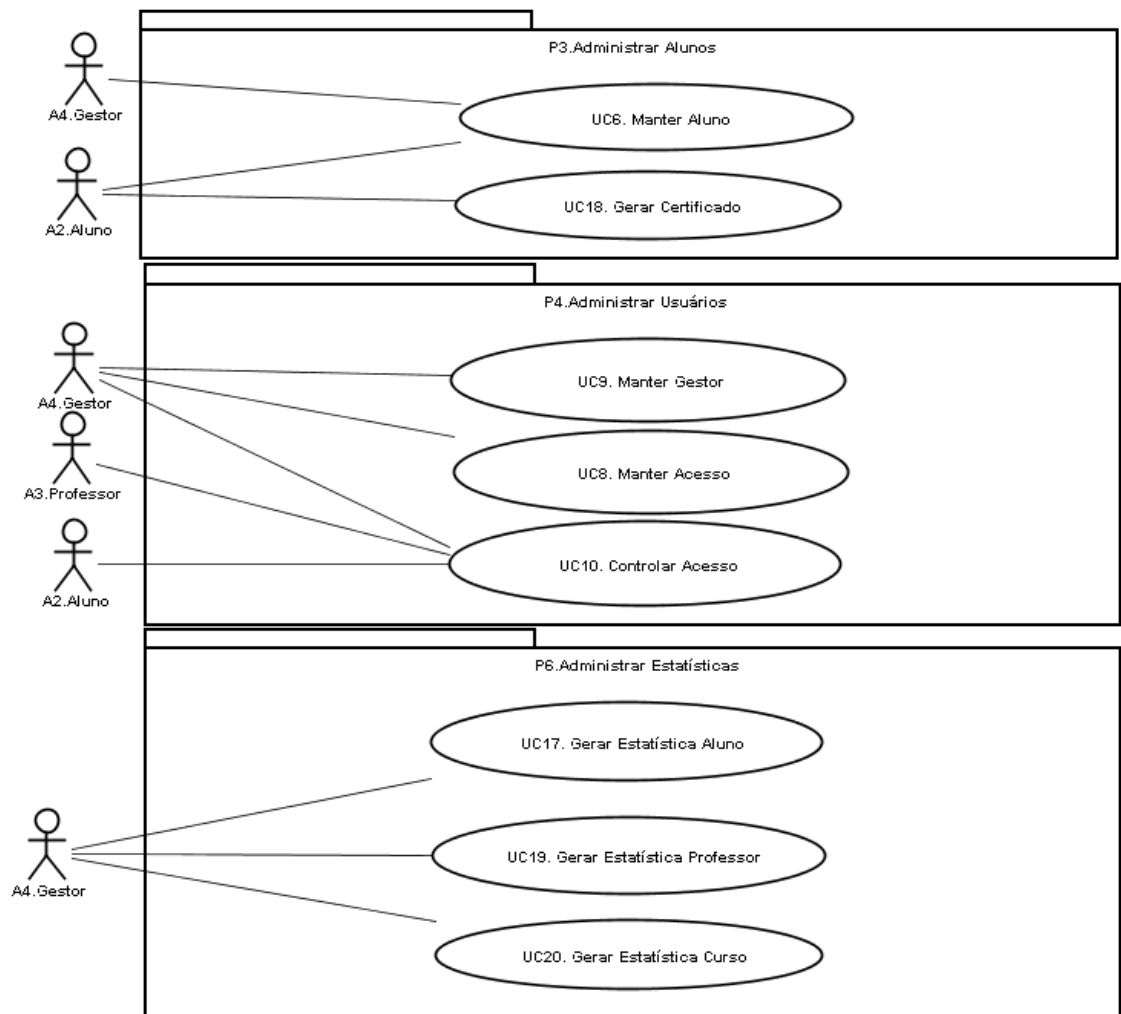 P3.Administrar Alunos
A4.Gestor
UC6. Manter Aluno
A2.Aluno
UC18. Gerar Certificado
P4.Administrar Usuários
A4.Gestor
UC9. Manter Gestor
A3.Professor
UC8. Manter Acesso
A2.Aluno
UC10. Controlar Acesso
P6.Administrar Estatísticas
UC17. Gerar Estatística Aluno
A4.Gestor
UC19. Gerar Estatística Professor
UC20. Gerar Estatística Curso